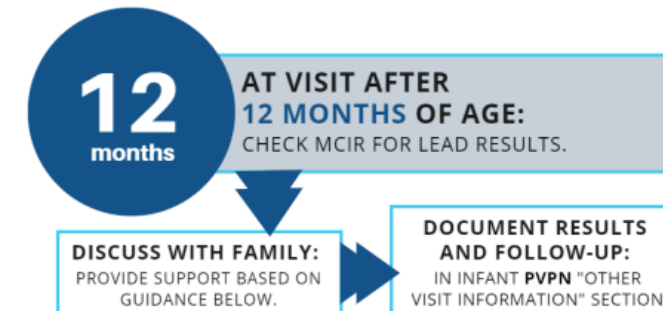 12
months
AT VISIT AFTER
12 MONTHS OF AGE:
CHECK MCIR FOR LEAD RESULTS.
DISCUSS WITH FAMILY:
PROVIDE SUPPORT BASED ON
GUIDANCE BELOW.
DOCUMENT RESULTS
AND FOLLOW-UP:
IN INFANT PVPN "OTHER
VISIT INFORMATION" SECTION